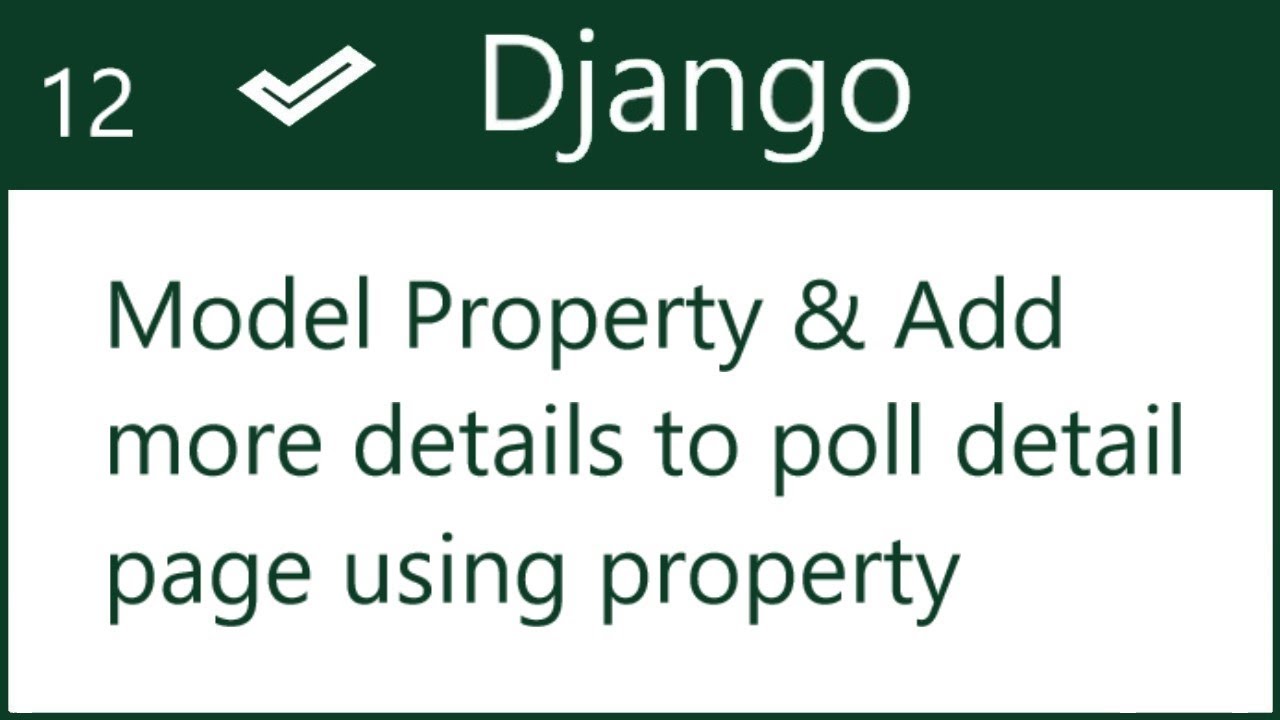 12 Django
Model Property & Add
more details to poll detail
page using property